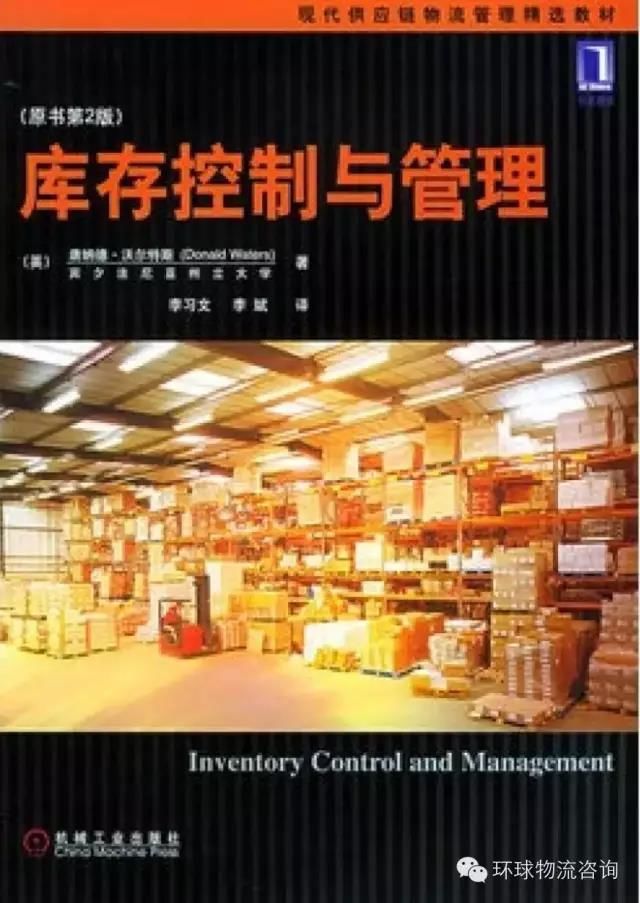 现代供应链物流管理精选教材
(原书第2版)
库存控制与管理
(英) 唐纳德·沃尔特斯 (Donald Waters) 著
宾夕法尼亚州立大学
李习文 李斌 译
Inventory Control and Management
机械工业出版社
China Machine Press
环球物流咨询